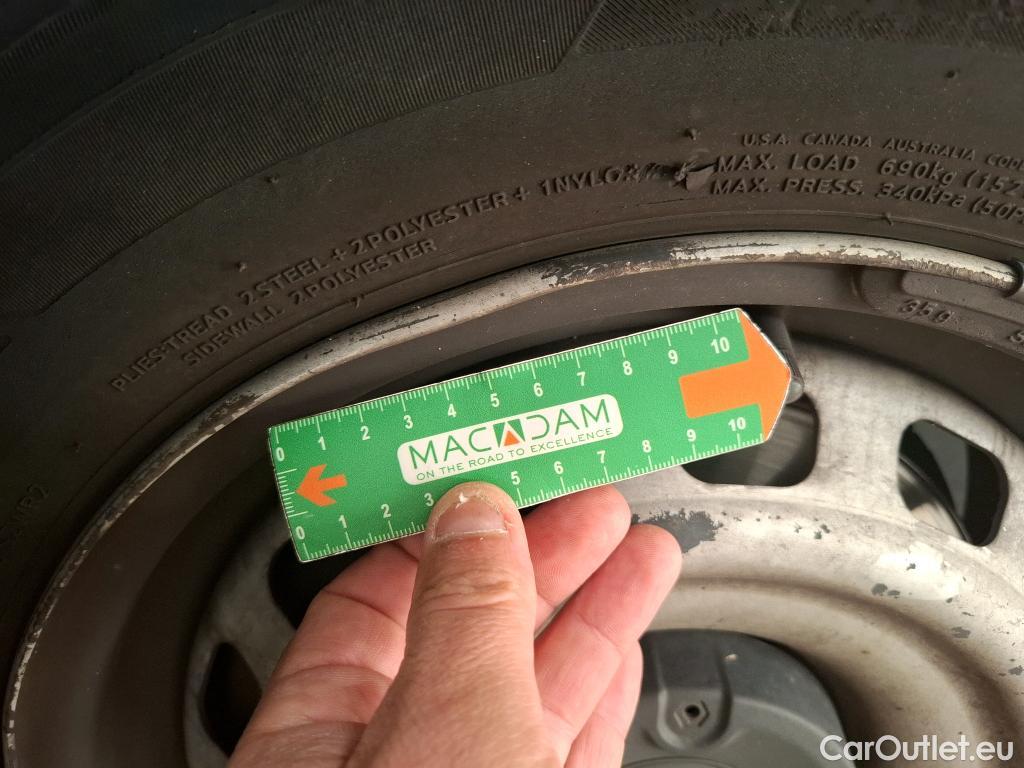 U.S.A. CANADA AUSTRALIA
MAX. LOAD 690kg
MAX. PRESS. 340kPa
PLIES:TREAD 2STEEL + 2POLYESTER + 1NYLON
SIDEWALL 2POLYESTER
35g
0 1 2 3 4 5 6 7 8 9 10
MACADAM
ON THE ROAD TO EXCELLENCE
0 1 2 3 5 6 7 8 9 10
CarOutlet.eu